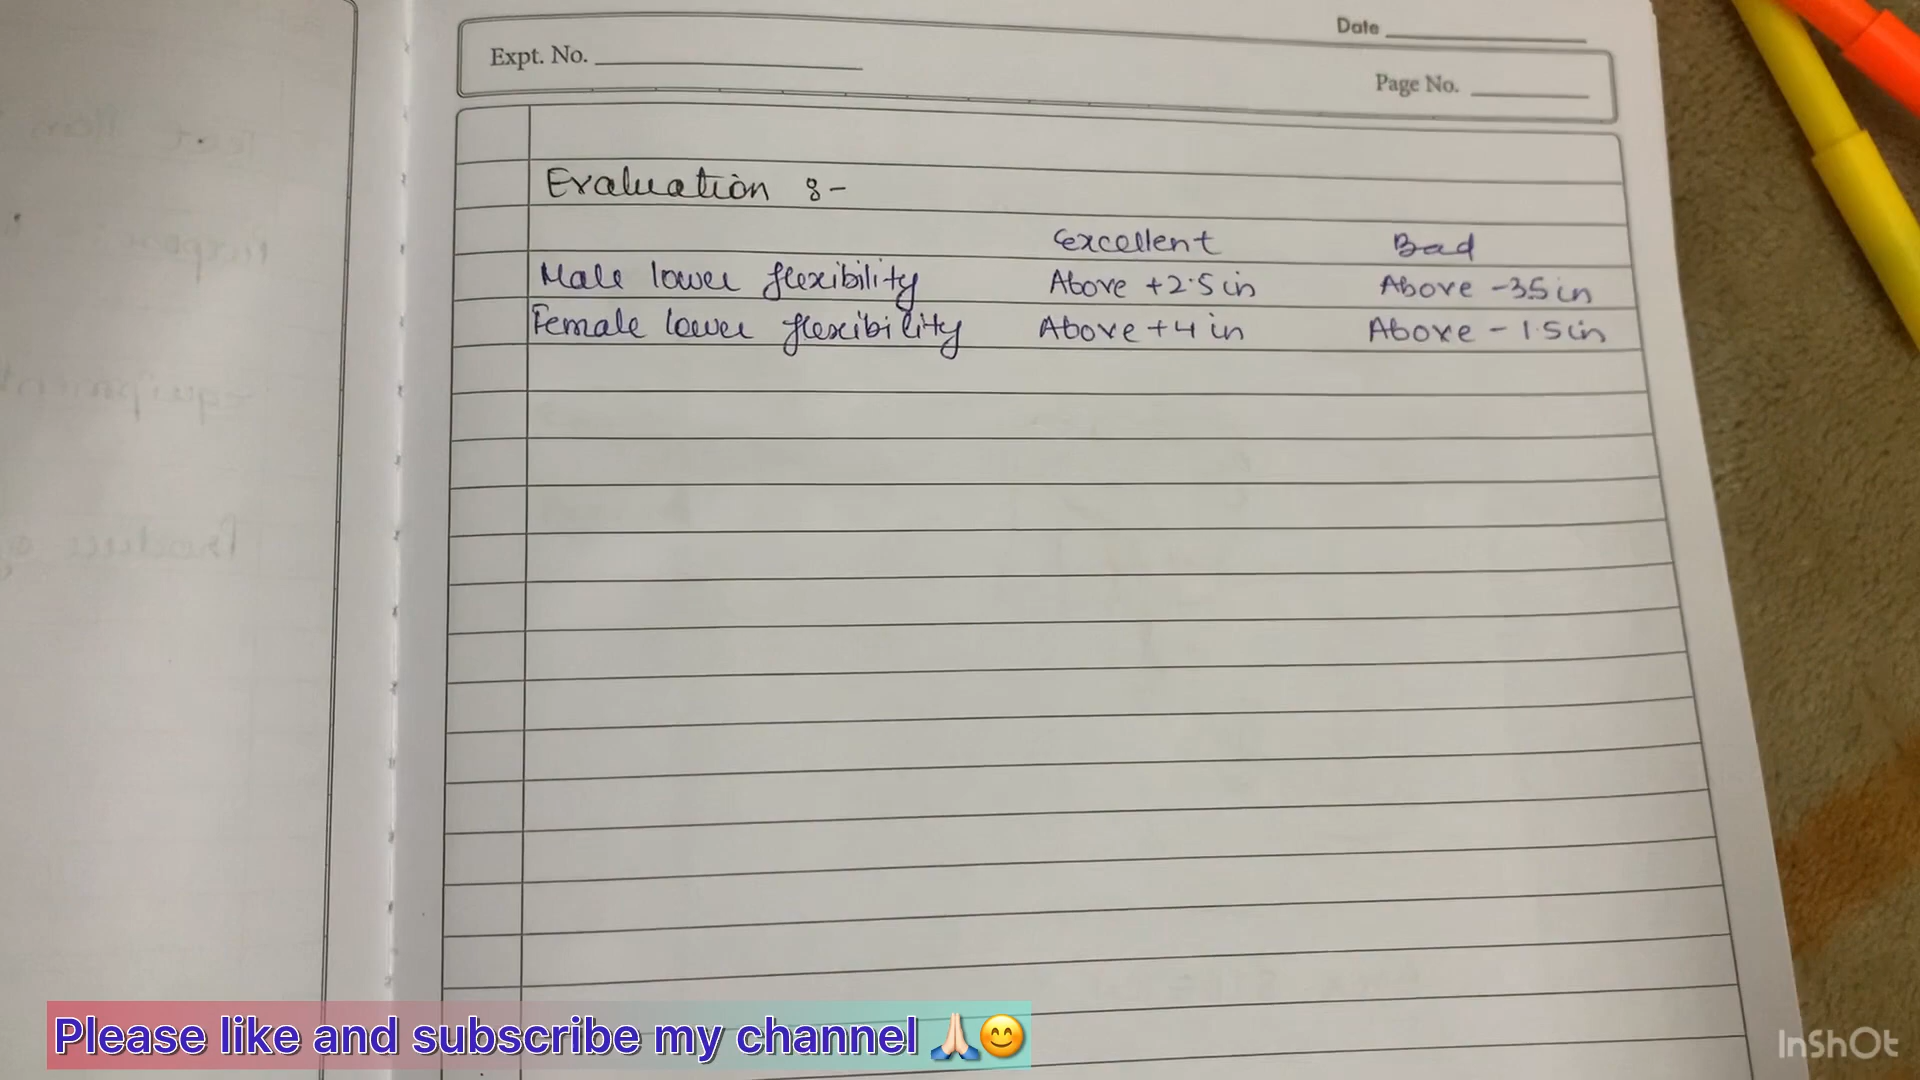 Date
Expt. No.
Page No.
Evaluation :-
Excellent Bad
Male lower flexibility Above +2.5 in Above -3.5 in
Female lower flexibility Above +4 in Above -1.5 in
Please like and subscribe my channel 🙏🏻😊
InShOt